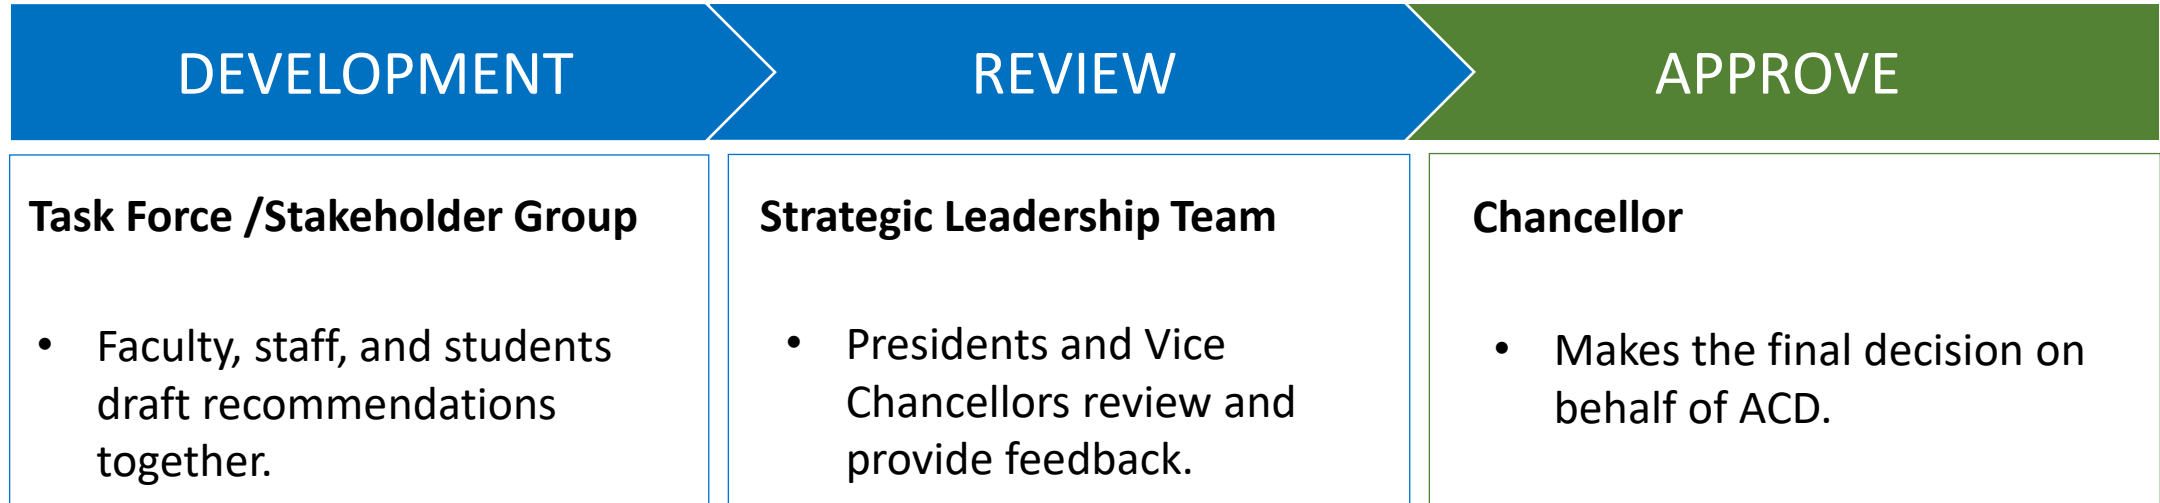 DEVELOPMENT
REVIEW
APPROVE
Task Force /Stakeholder Group
• Faculty, staff, and students
draft recommendations
together.
Strategic Leadership Team
• Presidents and Vice
Chancellors review and
provide feedback.
Chancellor
• Makes the final decision on
behalf of ACD.